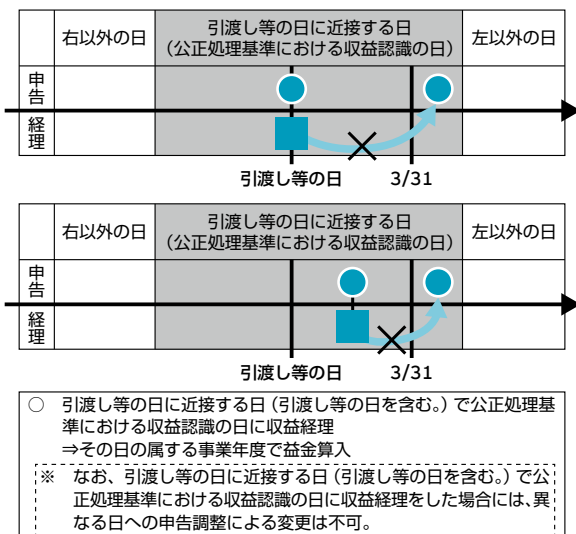 右以外の日
引渡し等の日に近接する日
（公正処理基準における収益認識の日）
左以外の日
申告
経理
引渡し等の日
3/31
右以外の日
引渡し等の日に近接する日
（公正処理基準における収益認識の日）
左以外の日
申告
経理
引渡し等の日
3/31
○　引渡し等の日に近接する日（引渡し等の日を含む。）で公正処理基
準における収益認識の日に収益経理
⇒その日の属する事業年度で益金算入
※　なお、引渡し等の日に近接する日（引渡し等の日を含む。）で公
正処理基準における収益認識の日に収益経理をした場合には、異
なる日への申告調整による変更は不可。